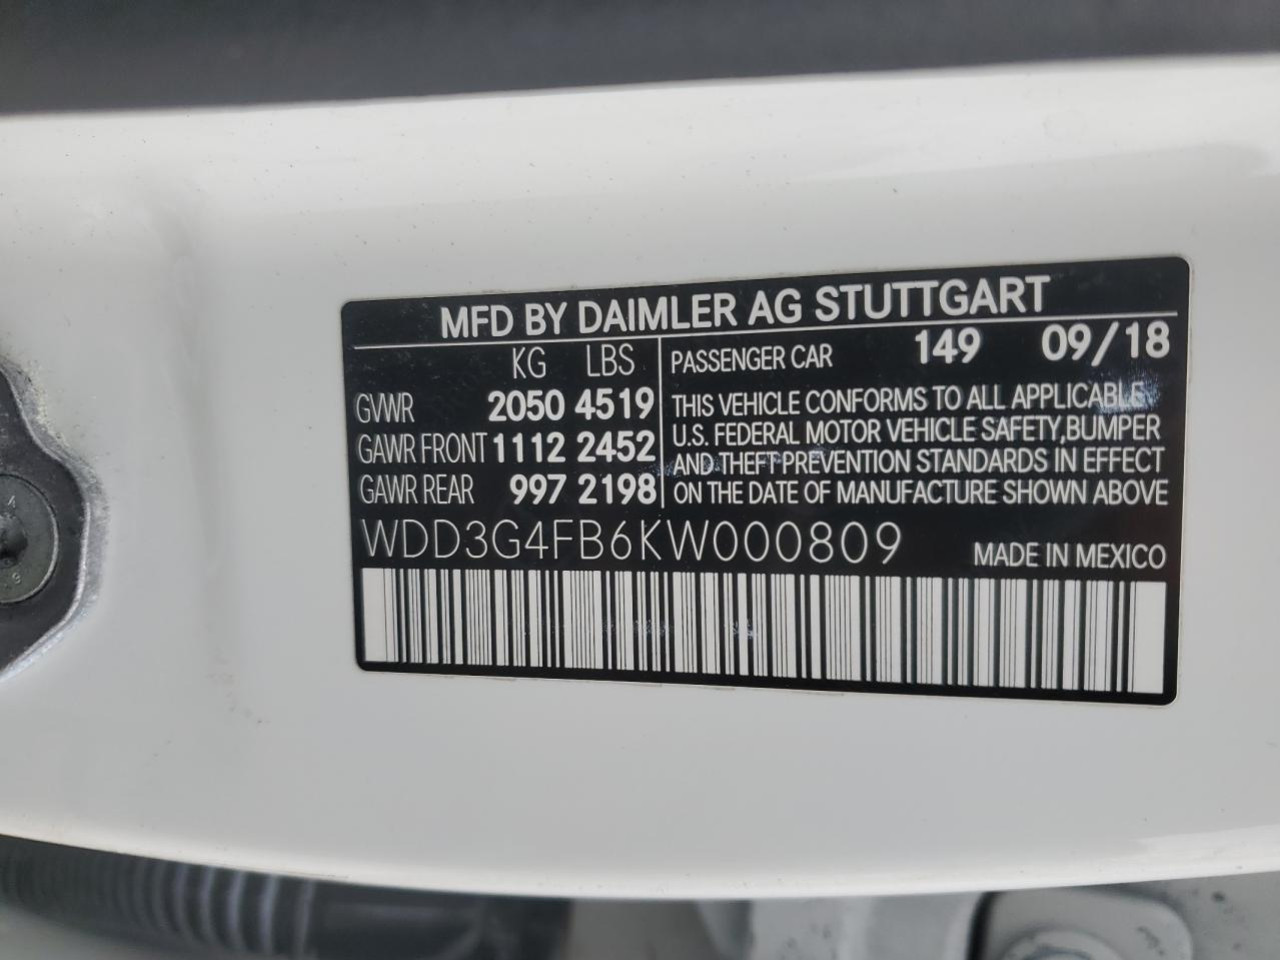 MFD BY DAIMLER AG STUTTGART
KG LBS
GVWR 2050 4519
GAWR FRONT 1112 2452
GAWR REAR 997 2198
PASSENGER CAR 149 09/18
THIS VEHICLE CONFORMS TO ALL APPLICABLE
U.S. FEDERAL MOTOR VEHICLE SAFETY,BUMPER
AND THEFT PREVENTION STANDARDS IN EFFECT
ON THE DATE OF MANUFACTURE SHOWN ABOVE
WDD3G4FB6KW000809 MADE IN MEXICO